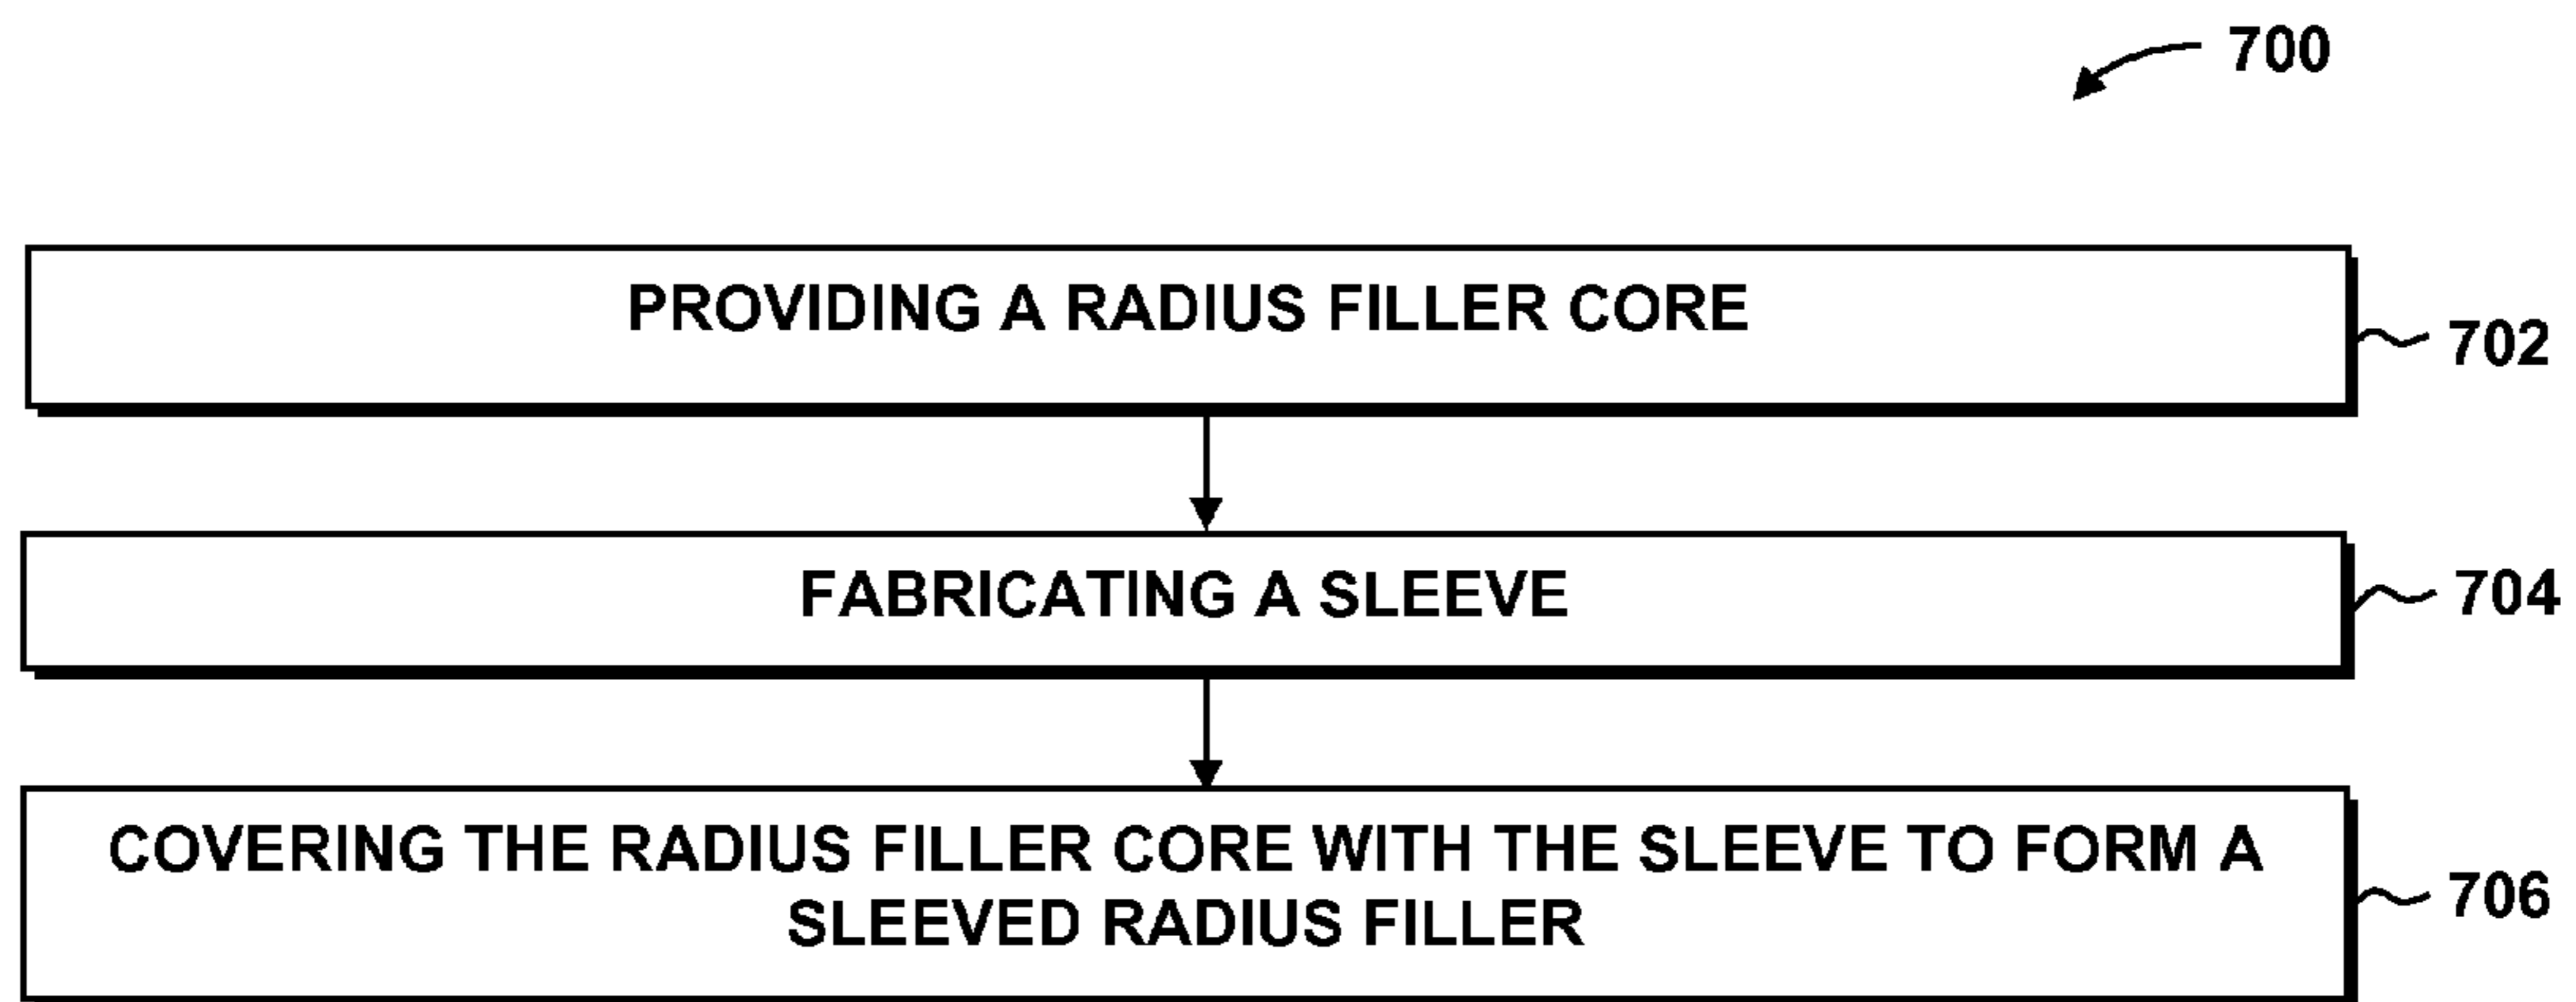 700
PROVIDING A RADIUS FILLER CORE
702
FABRICATING A SLEEVE
704
COVERING THE RADIUS FILLER CORE WITH THE SLEEVE TO FORM A
SLEEVED RADIUS FILLER
706